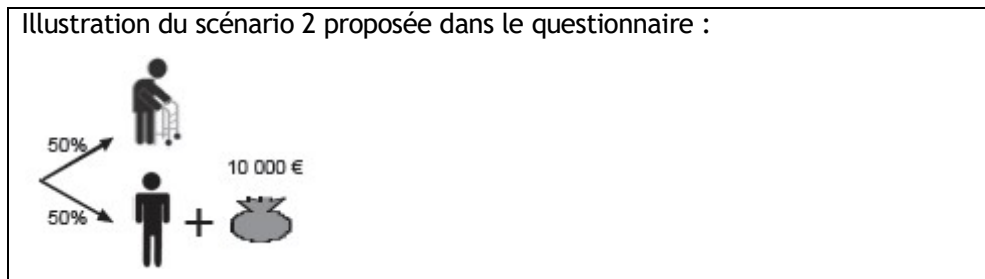 Illustration du scénario 2 proposée dans le questionnaire :
50%
10 000 €
50%